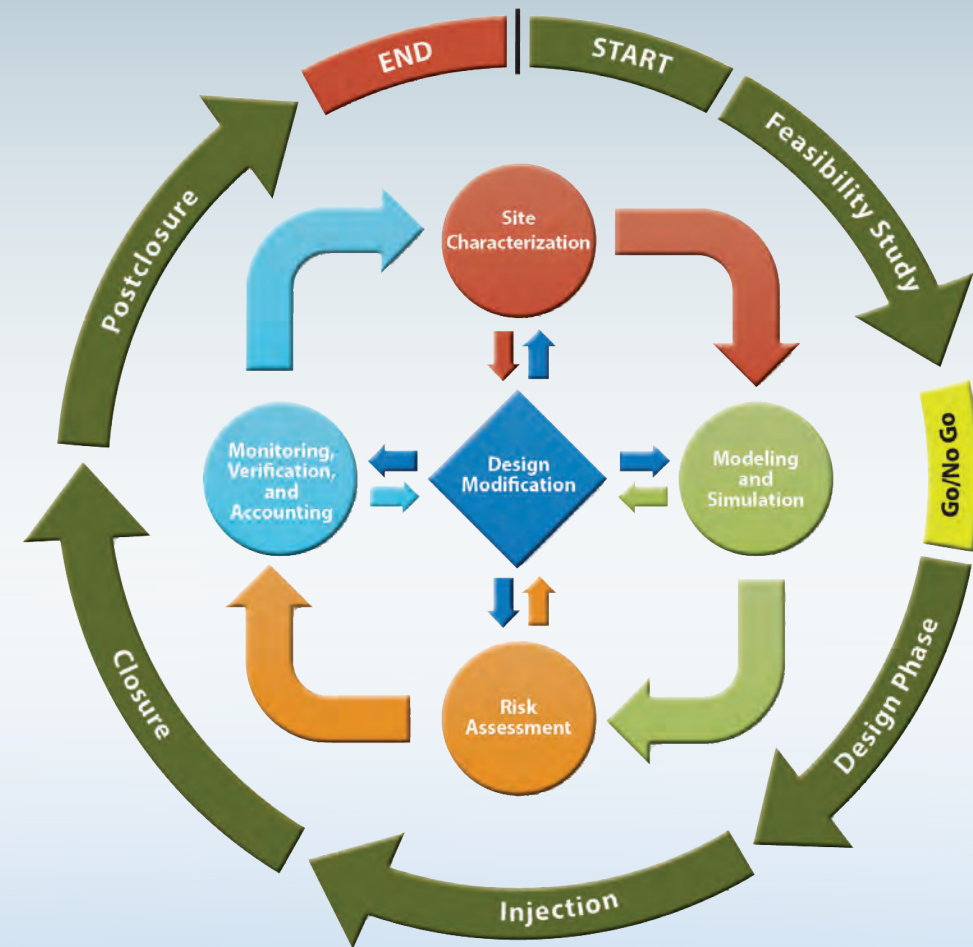 END
START
Feasibility Study
Go/No Go
Design Phase
Injection
Closure
Postclosure
Site
Characterization
Modeling
and
Simulation
Risk
Assessment
Monitoring,
Verification,
and
Accounting
Design
Modification